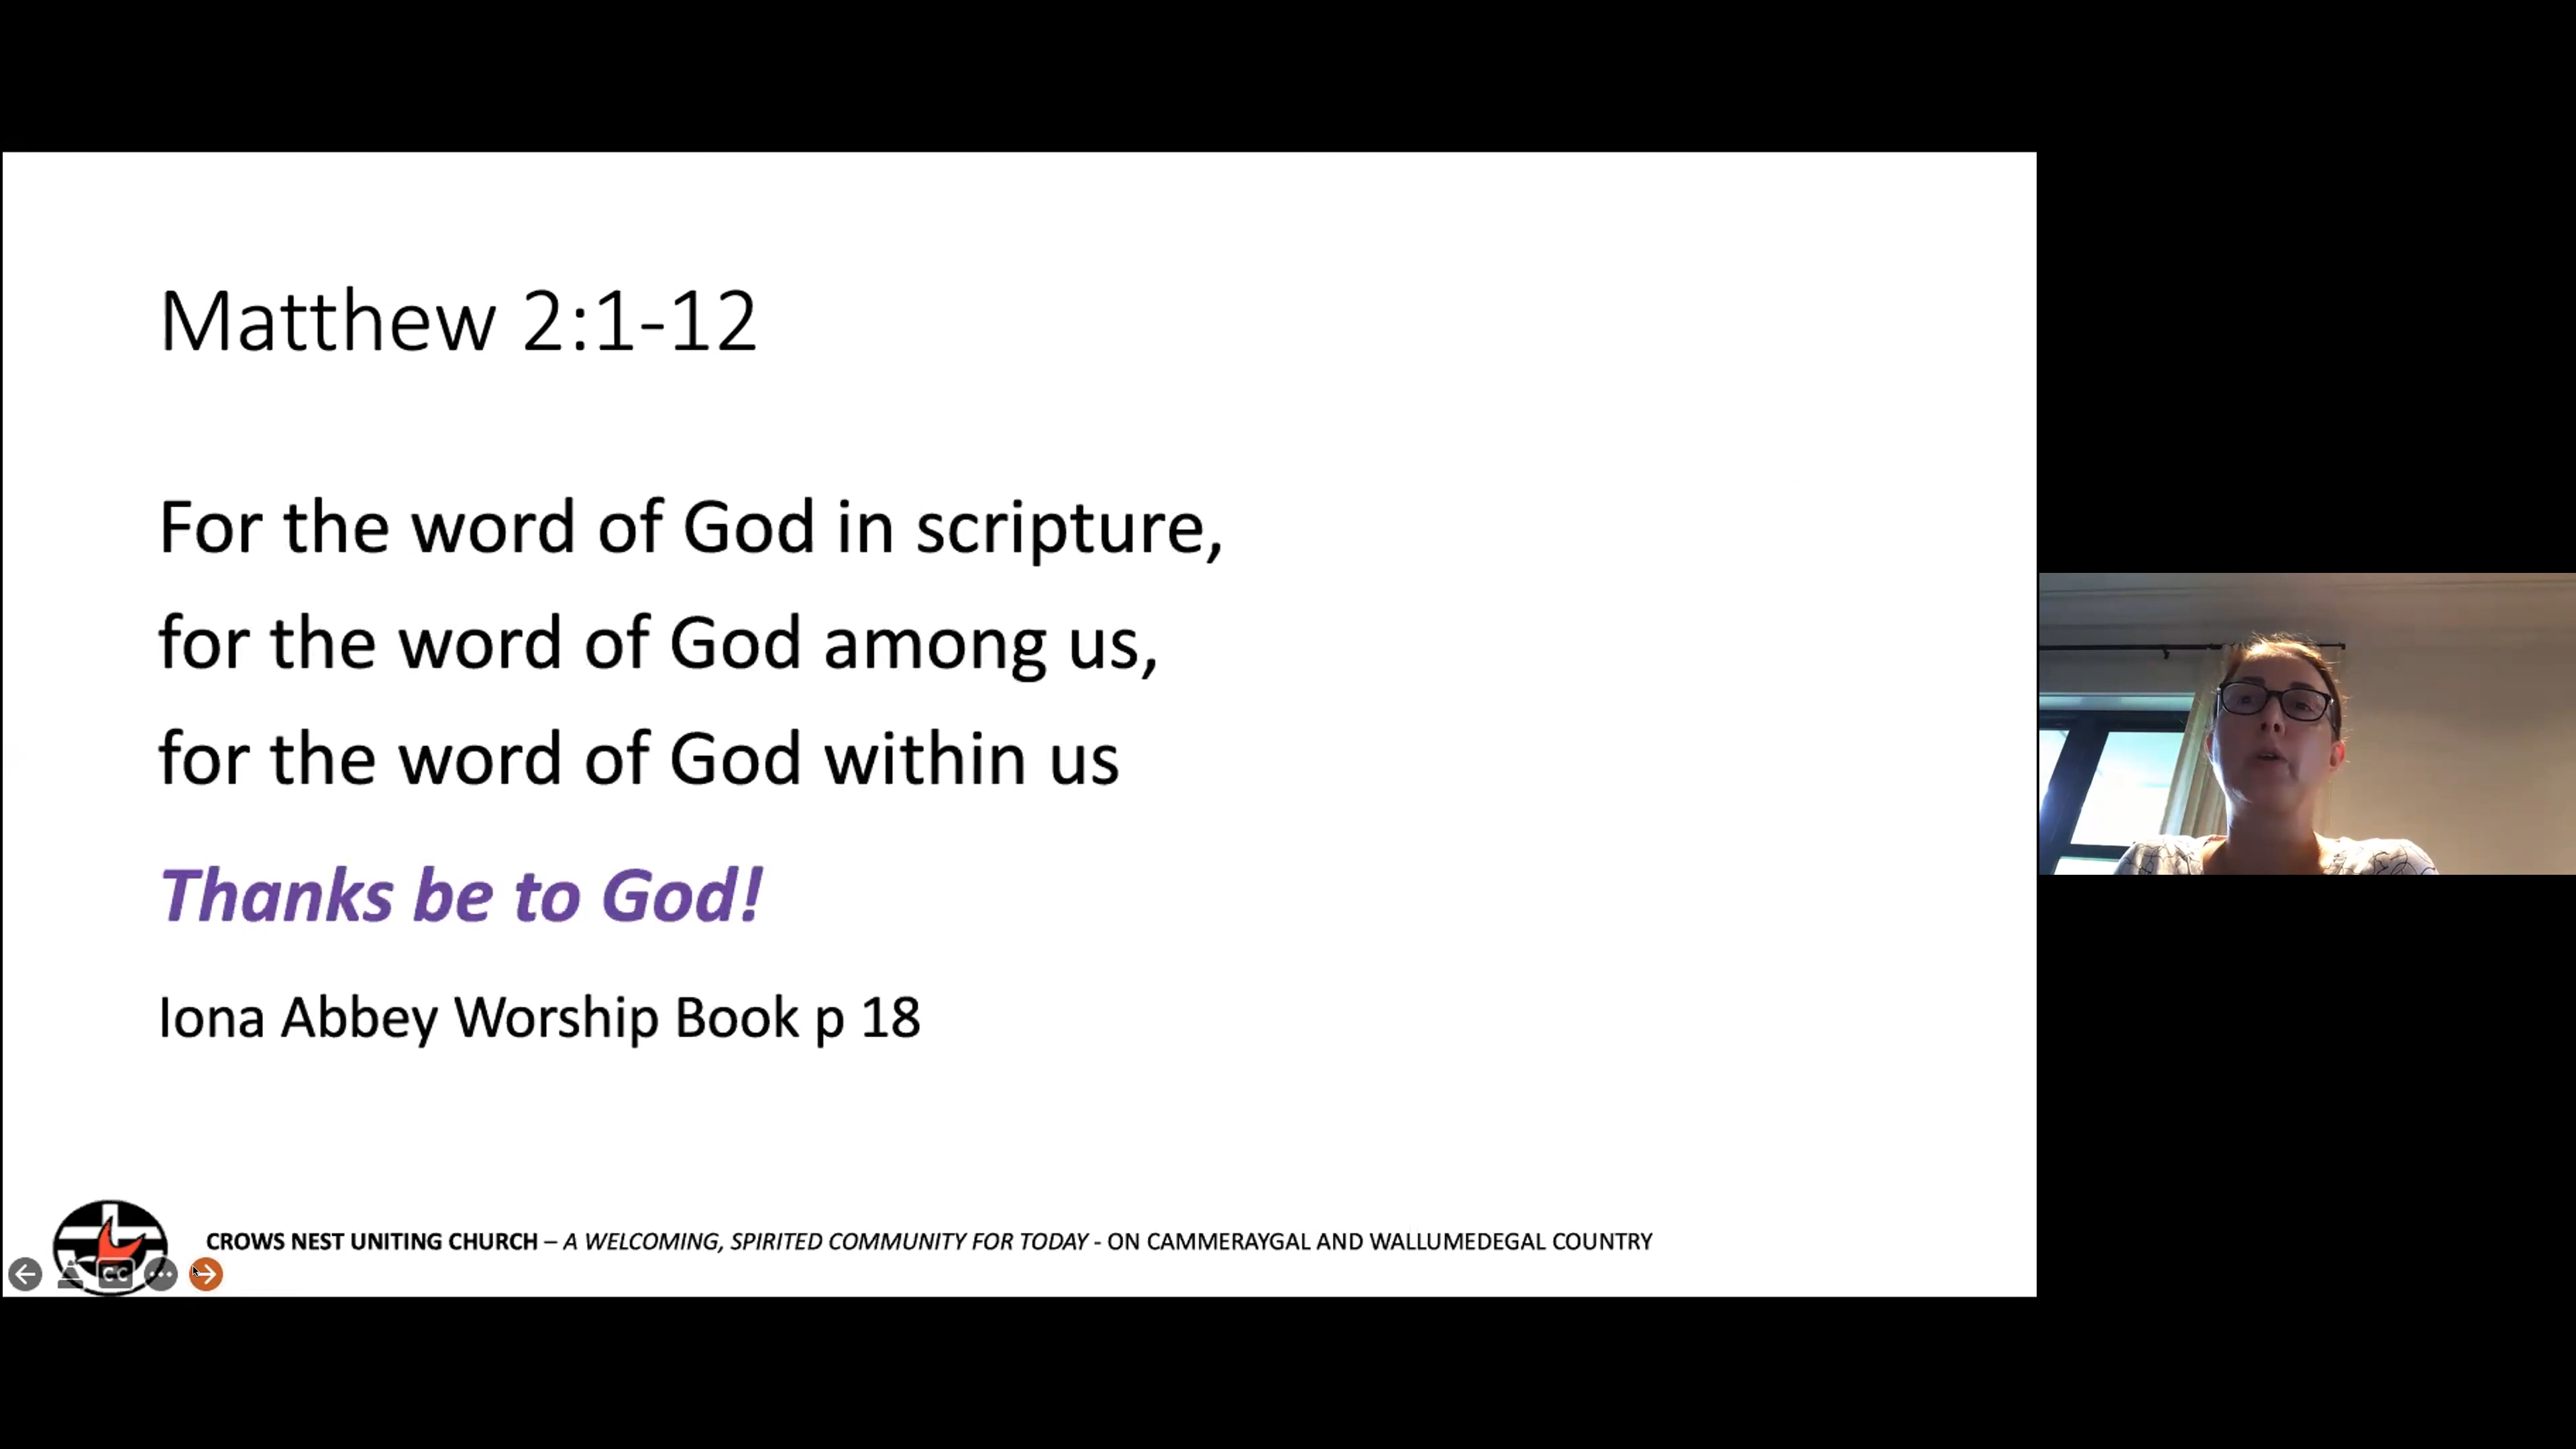 Matthew 2:1-12
For the word of God in scripture,
for the word of God among us,
for the word of God within us
Thanks be to God!
Iona Abbey Worship Book p 18
CROWS NEST UNITING CHURCH – A WELCOMING, SPIRITED COMMUNITY FOR TODAY - ON CAMMERAYGAL AND WALLUMEDEGAL COUNTRY
CC